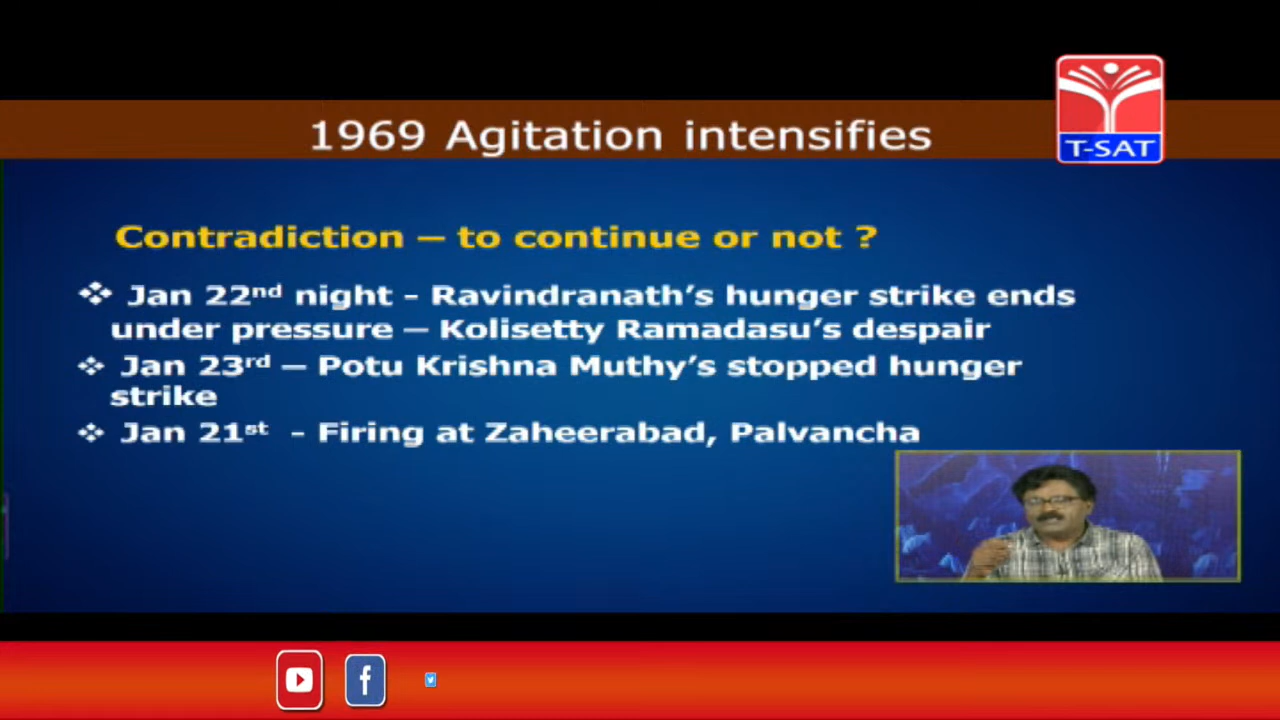 T-SAT
1969 Agitation intensifies
Contradiction – to continue or not ?
❖ Jan 22nd night - Ravindranath's hunger strike ends
under pressure – Kolisetty Ramadasu's despair
❖ Jan 23rd – Potu Krishna Muthy's stopped hunger
strike
❖ Jan 21st - Firing at Zaheerabad, Palvancha